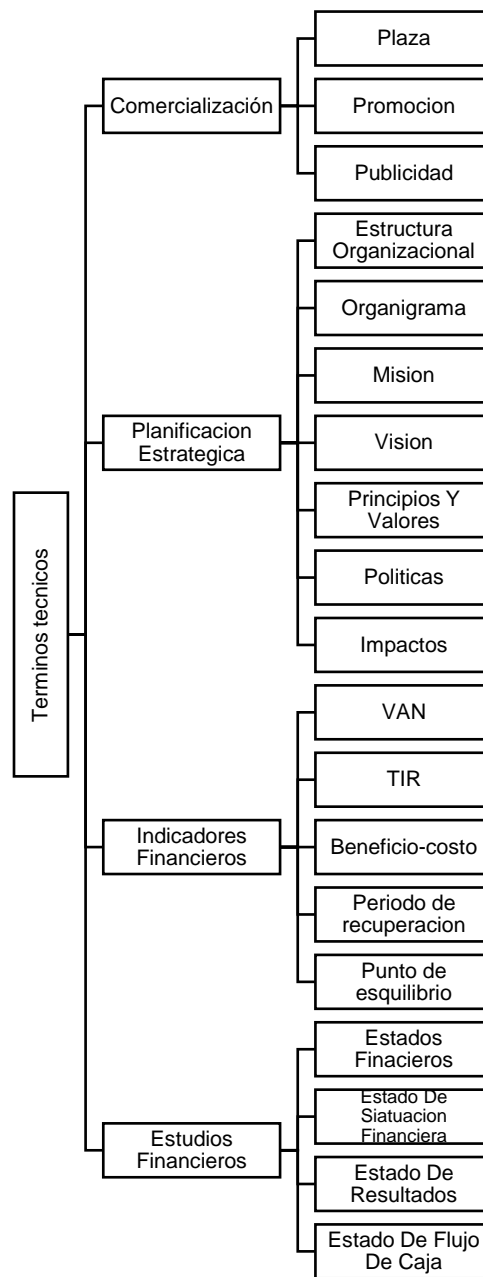 Terminos tecnicos
Comercialización
Plaza
Promocion
Publicidad
Planificacion
Estrategica
Estructura
Organizacional
Organigrama
Mision
Vision
Principios Y
Valores
Politicas
Impactos
Indicadores
Financieros
VAN
TIR
Beneficio-costo
Periodo de
recuperacion
Punto de
esquilibrio
Estudios
Financieros
Estados
Finacieros
Estado De
Siatuacion
Financiera
Estado De
Resultados
Estado De Flujo
De Caja